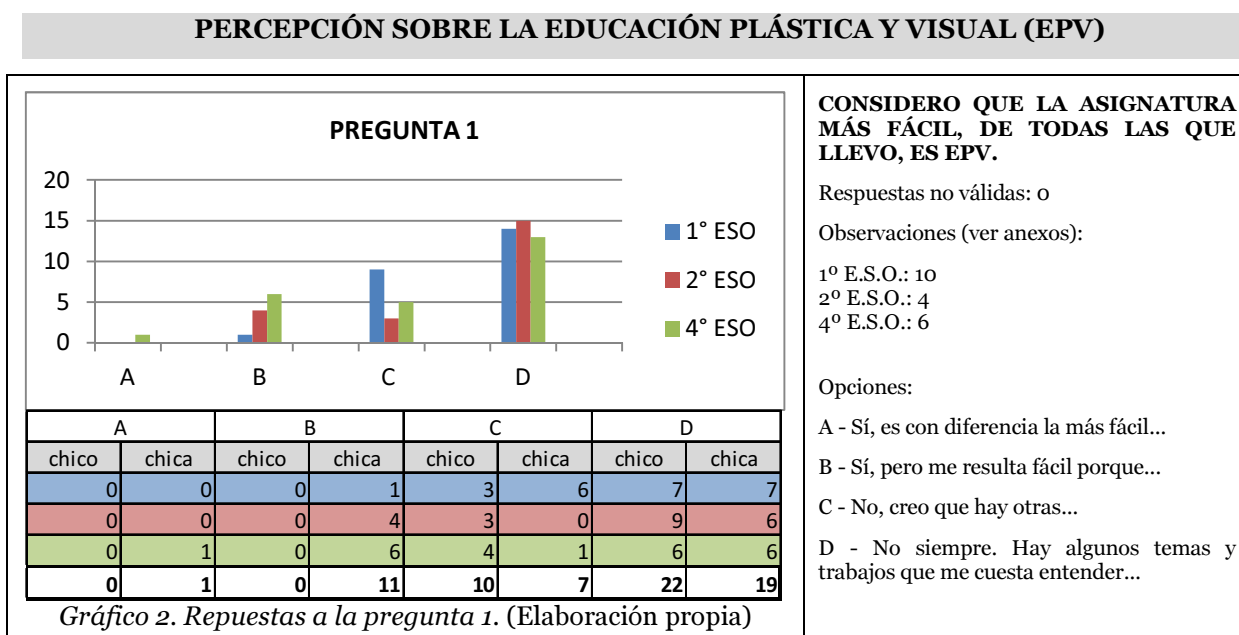 PERCEPCIÓN SOBRE LA EDUCACIÓN PLÁSTICA Y VISUAL (EPV)
PREGUNTA 1
20
15
10
5
0
A B C D
1° ESO
2° ESO
4° ESO
A B C D
chico chica chico chica chico chica chico chica
0 0 0 1 3 6 7 7
0 0 0 4 3 0 9 6
0 1 0 6 4 1 6 6
0 1 0 11 10 7 22 19
Gráfico 2. Repuestas a la pregunta 1. (Elaboración propia)
CONSIDERO QUE LA ASIGNATURA
MÁS FÁCIL, DE TODAS LAS QUE
LLEVO, ES EPV.
Respuestas no válidas: 0
Observaciones (ver anexos):
1º E.S.O.: 10
2º E.S.O.: 4
4º E.S.O.: 6
Opciones:
A - Sí, es con diferencia la más fácil...
B - Sí, pero me resulta fácil porque...
C - No, creo que hay otras...
D - No siempre. Hay algunos temas y
trabajos que me cuesta entender...